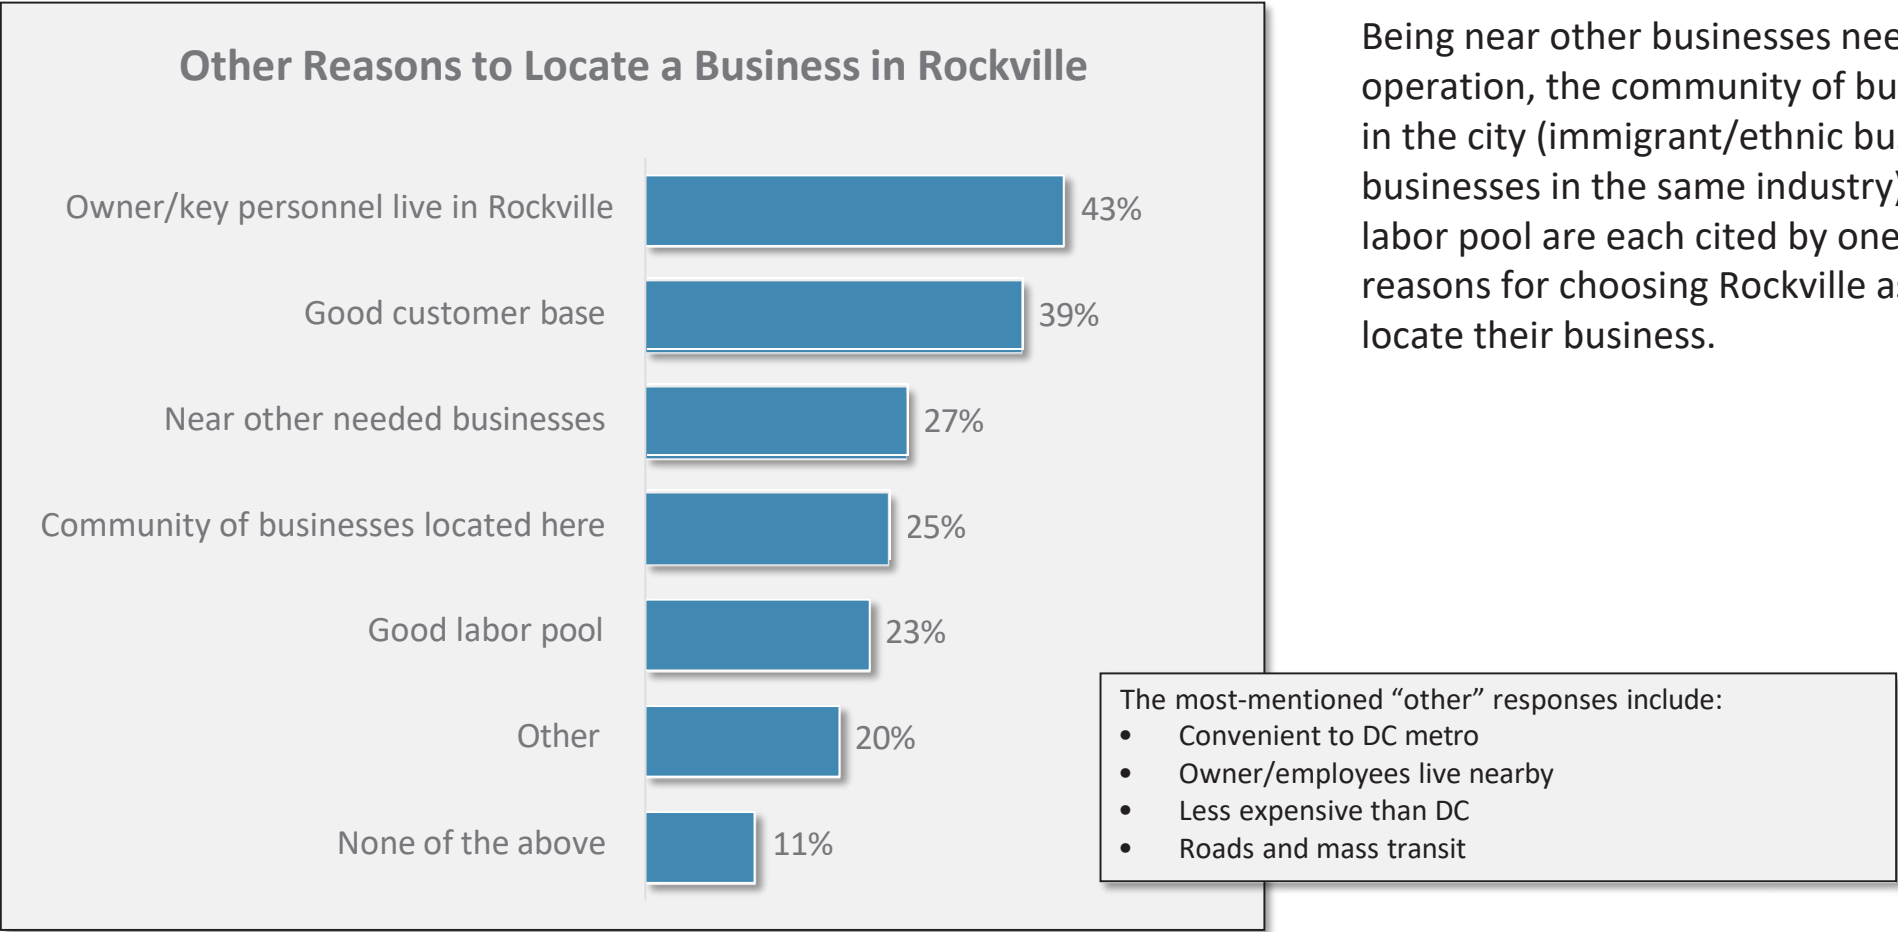 Other Reasons to Locate a Business in Rockville
Owner/key personnel live in Rockville 43%
Good customer base 39%
Near other needed businesses 27%
Community of businesses located here 25%
Good labor pool 23%
Other 20%
None of the above 11%
Being near other businesses
operation, the community of
in the city (immigrant/ethnic
businesses in the same industry)
labor pool are each cited by one
reasons for choosing Rockville
locate their business.
The most-mentioned “other” responses include:
• Convenient to DC metro
• Owner/employees live nearby
• Less expensive than DC
• Roads and mass transit